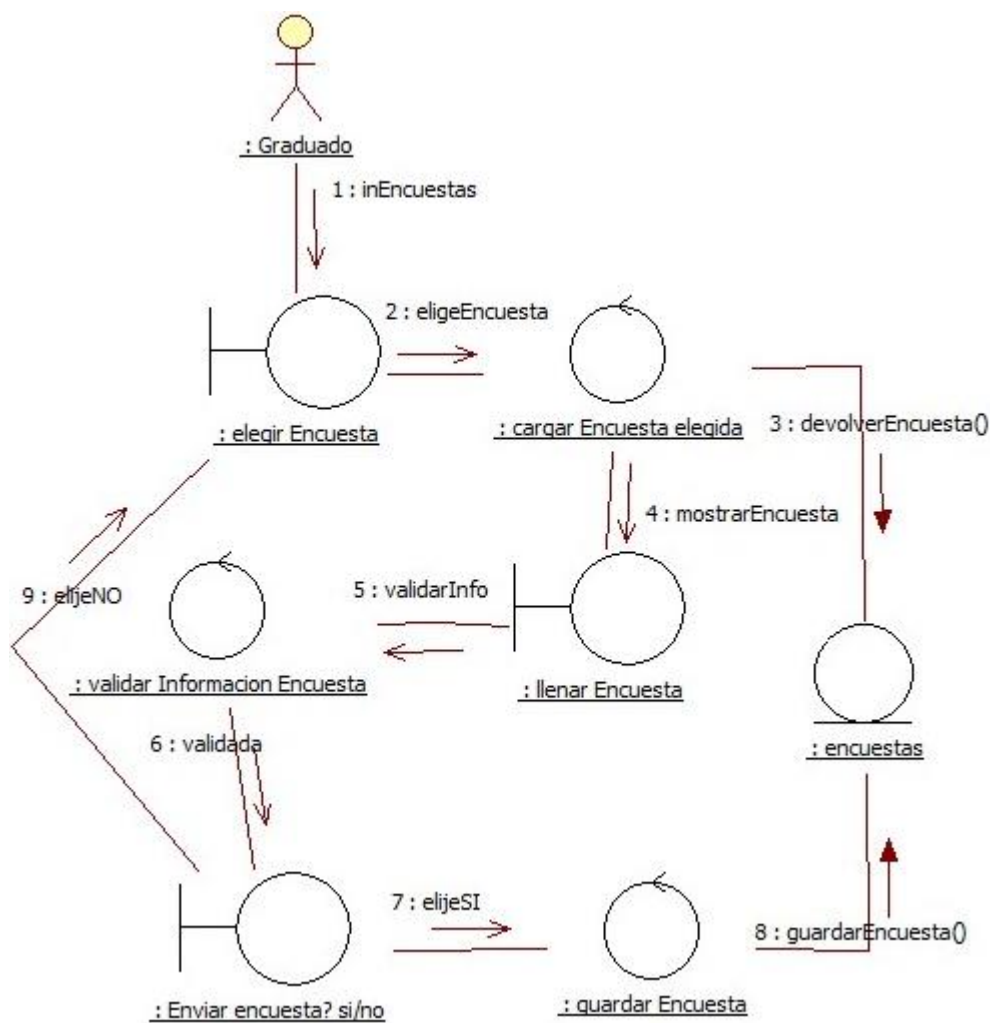 : Graduado
1 : inEncuestas
2 : eligeEncuesta
: elegir Encuesta
: cargar Encuesta elegida
3 : devolverEncuesta()
4 : mostrarEncuesta
9 : elijeNO
5 : validarInfo
: validar Informacion Encuesta
: llenar Encuesta
6 : validada
: encuestas
7 : elijeSI
8 : guardarEncuesta()
: Enviar encuesta? si/no
: guardar Encuesta